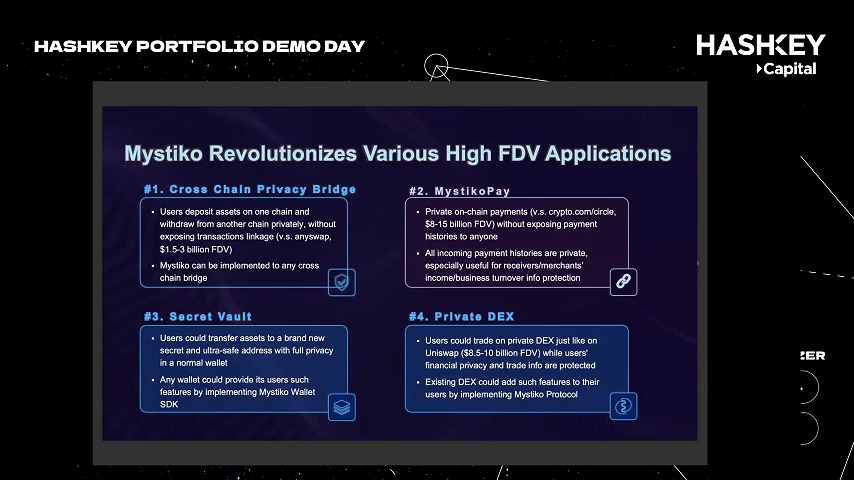 HASHKEY PORTFOLIO DEMO DAY
HASHKEY
Capital
Mystiko Revolutionizes Various High FDV Applications
#1. Cross Chain Privacy Bridge
• Users deposit assets on one chain and
withdraw from another chain privately, without
exposing transactions linkage (v.s. anyswap,
$1.5-3 billion FDV)
• Mystiko can be implemented to any cross
chain bridge
#2. MystikoPay
• Private on-chain payments (v.s. crypto.com/circle,
$8-15 billion FDV) without exposing payment
histories to anyone
• All incoming payment histories are private,
especially useful for receivers/merchants'
income/business turnover info protection
#3. Secret Vault
• Users could transfer assets to a brand new
secret and ultra-safe address with full privacy
in a normal wallet
• Any wallet could provide its users such
features by implementing Mystiko Wallet
SDK
#4. Private DEX
• Users could trade on private DEX just like on
Uniswap ($8.5-10 billion FDV) while users'
financial privacy and trade info are protected
• Existing DEX could add such features to their
users by implementing Mystiko Protocol